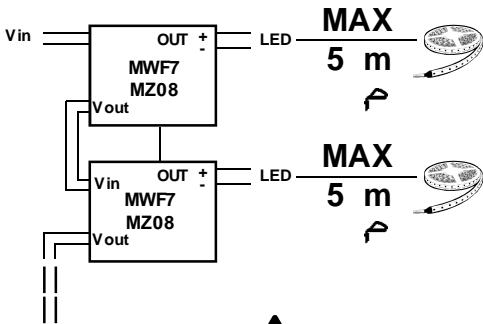 Vin
OUT +
-
LED
MAX
5 m
MWF7
MZ08
Vout
Vin
OUT +
-
LED
MAX
5 m
MWF7
MZ08
Vout